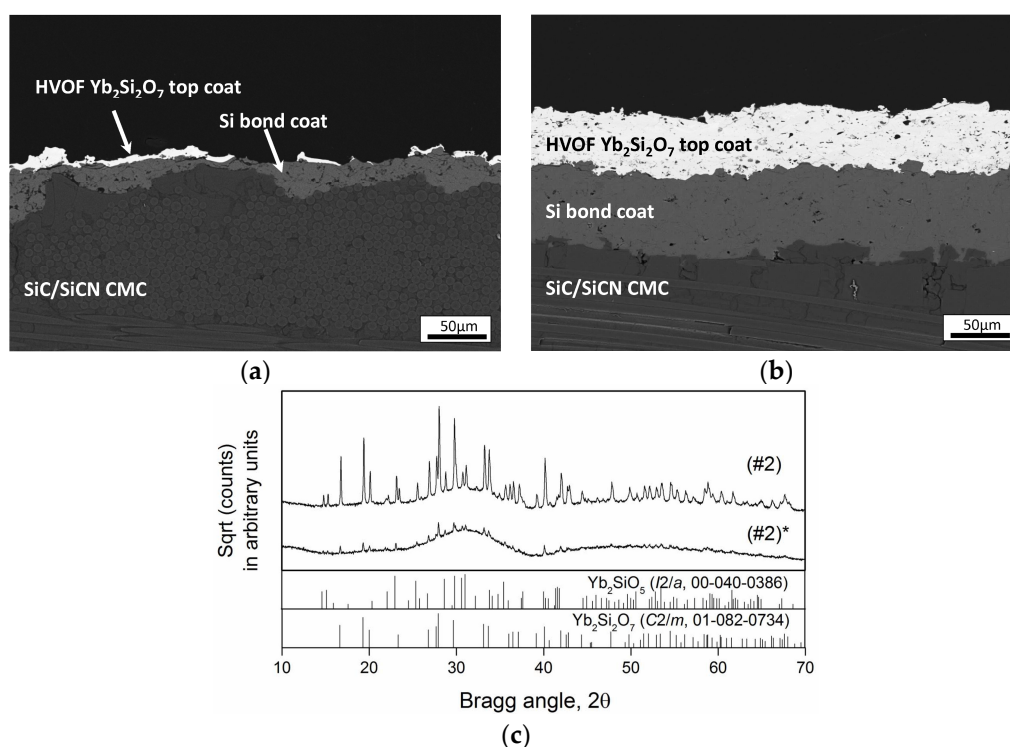 HVOF Yb₂Si₂O₇ top coat
Si bond coat
SiC/SiCN CMC
50µm
(a)
HVOF Yb₂Si₂O₇ top coat
Si bond coat
SiC/SiCN CMC
50µm
(b)
Sqrt (counts)
in arbitrary units
(#2)
(#2)*
Yb₂SiO₅ (I2/a, 00-040-0386)
Yb₂Si₂O₇ (C2/m, 01-082-0734)
10 20 30 40 50 60 70
Bragg angle, 2θ
(c)